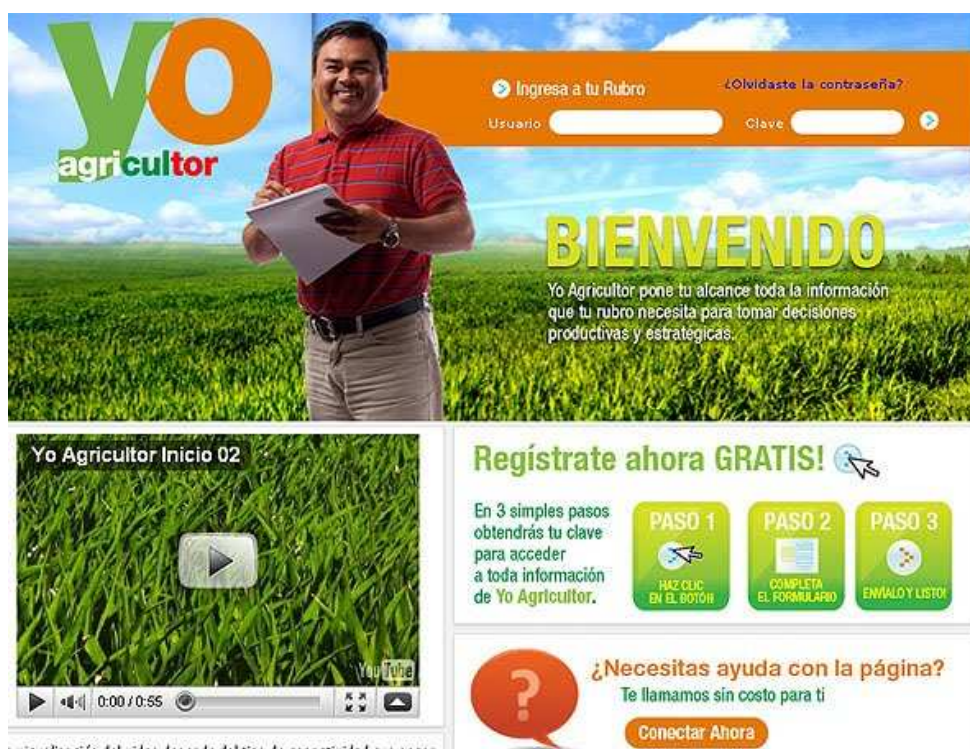 yo
agricultor
Ingresa a tu Rubro
¿Olvidaste la contraseña?
Usuario
Clave
BIENVENIDO
Yo Agricultor pone tu alcance toda la información
que tu rubro necesita para tomar decisiones
productivas y estrategicas.
Yo Agricultor Inicio 02
You Tube
0:00 / 0:55
Regístrate ahora GRATIS!
En 3 simples pasos
obtendrás tu clave
para acceder
a toda información
de Yo Agricultor.
PASO 1
HAZ CLIC
EN EL BOTÓN
PASO 2
COMPLETA
EL FORMULARIO
PASO 3
ENVÍALO Y LISTO!
?
¿Necesitas ayuda con la página?
Te llamamos sin costo para ti
Conectar Ahora